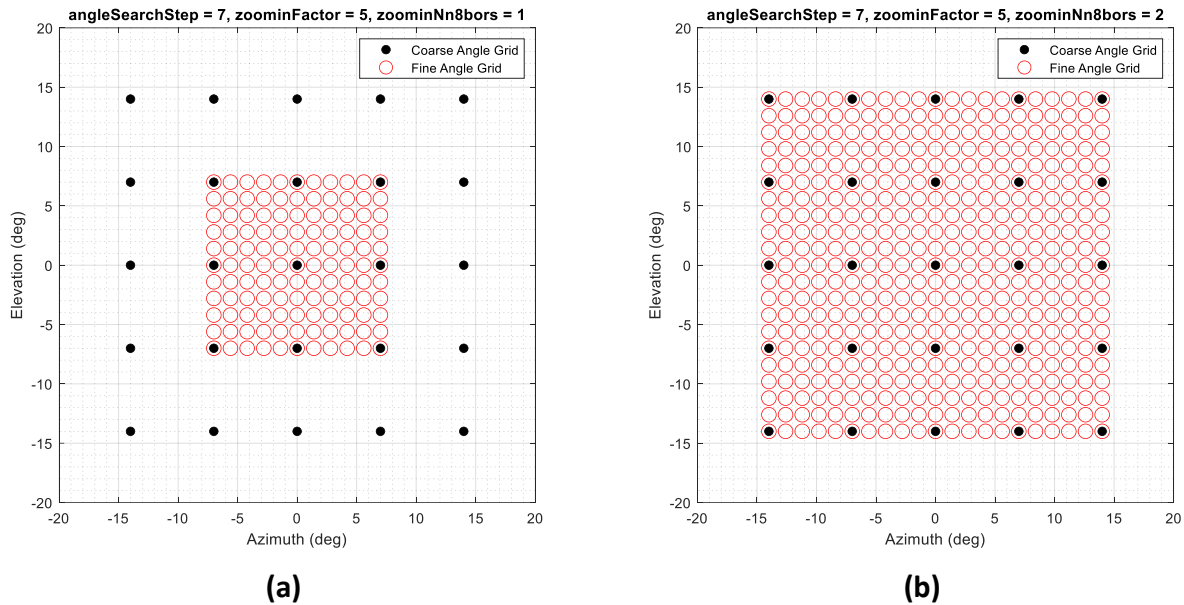 angleSearchStep = 7, zoominFactor = 5, zoominNn8bors = 1
Coarse Angle Grid
Fine Angle Grid
20
15
10
5
0
-5
-10
-15
-20
Elevation (deg)
-20 -15 -10 -5 0 5 10 15 20
Azimuth (deg)
(a)
angleSearchStep = 7, zoominFactor = 5, zoominNn8bors = 2
Coarse Angle Grid
Fine Angle Grid
20
15
10
5
0
-5
-10
-15
-20
Elevation (deg)
-20 -15 -10 -5 0 5 10 15 20
Azimuth (deg)
(b)